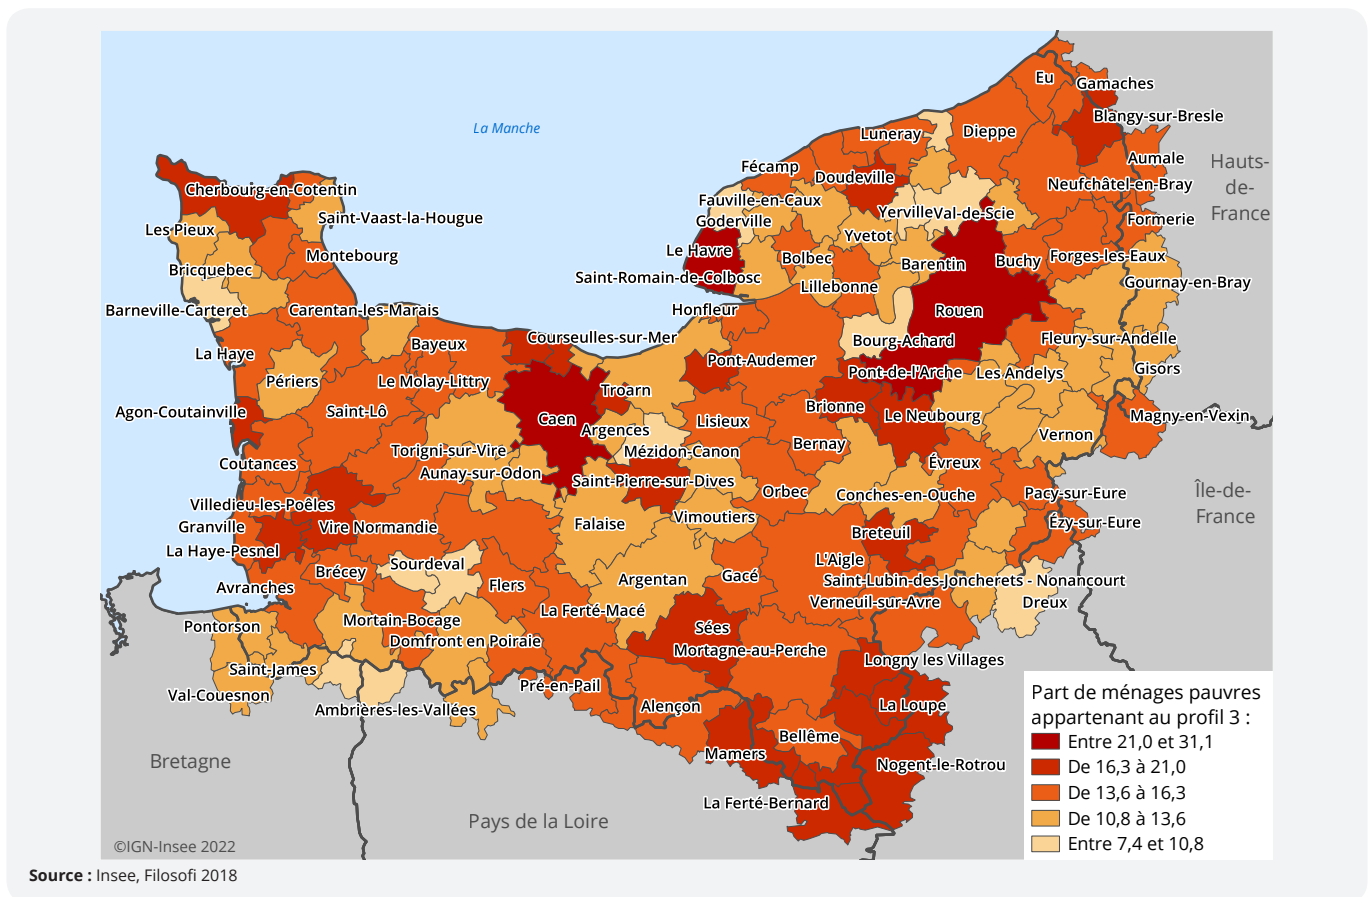 Eu
Gamaches
Blangy-sur-Bresle
La Manche
Luneray
Dieppe
Aumale
Hauts-
de-
France
Fécamp
Doudeville
Neufchâtel-en-Bray
Cherbourg-en-Cotentin
Fauville-en-Caux
Yerville
Val-de-Scie
Saint-Vaast-la-Hougue
Goderville
Formerie
Les Pieux
Yvetot
Le Havre
Montebourg
Bolbec
Barentin
Buchy
Forges-les-Eaux
Bricquebec
Saint-Romain-de-Colbosc
Lillebonne
Gournay-en-Bray
Barneville-Carteret
Carentan-les-Marais
Honfleur
Rouen
Courseulles-sur-Mer
Bourg-Achard
Fleury-sur-Andelle
La Haye
Bayeux
Pont-Audemer
Pont-de-l'Arche
Les Andelys
Gisors
Périers
Le Molay-Littry
Troarn
Agon-Coutainville
Saint-Lô
Caen
Argences
Lisieux
Brionne
Le Neubourg
Magny-en-Vexin
Torigni-sur-Vire
Mézidon-Canon
Bernay
Vernon
Coutances
Aunay-sur-Odon
Saint-Pierre-sur-Dives
Orbec
Évreux
Conches-en-Ouche
Pacy-sur-Eure
Île-de-
France
Villedieu-les-Poêles
Granville
Vire Normandie
Falaise
Vimoutiers
Breteuil
Ézy-sur-Eure
La Haye-Pesnel
Brécey
Sourdeval
L'Aigle
Avranches
Flers
Argentan
Gacé
Saint-Lubin-des-Joncherets - Nonancourt
Verneuil-sur-Avre
Dreux
La Ferté-Macé
Pontorson
Mortain-Bocage
Domfront en Poiraie
Sées
Mortagne-au-Perche
Saint-James
Longny les Villages
Val-Couesnon
Pré-en-Pail
Ambrières-les-Vallées
Alençon
La Loupe
Bellême
Mamers
Nogent-le-Rotrou
La Ferté-Bernard
Bretagne
Pays de la Loire
Part de ménages pauvres
appartenant au profil 3 :
Entre 21,0 et 31,1
De 16,3 à 21,0
De 13,6 à 16,3
De 10,8 à 13,6
Entre 7,4 et 10,8
©IGN-Insee 2022
Source : Insee, Filosofi 2018